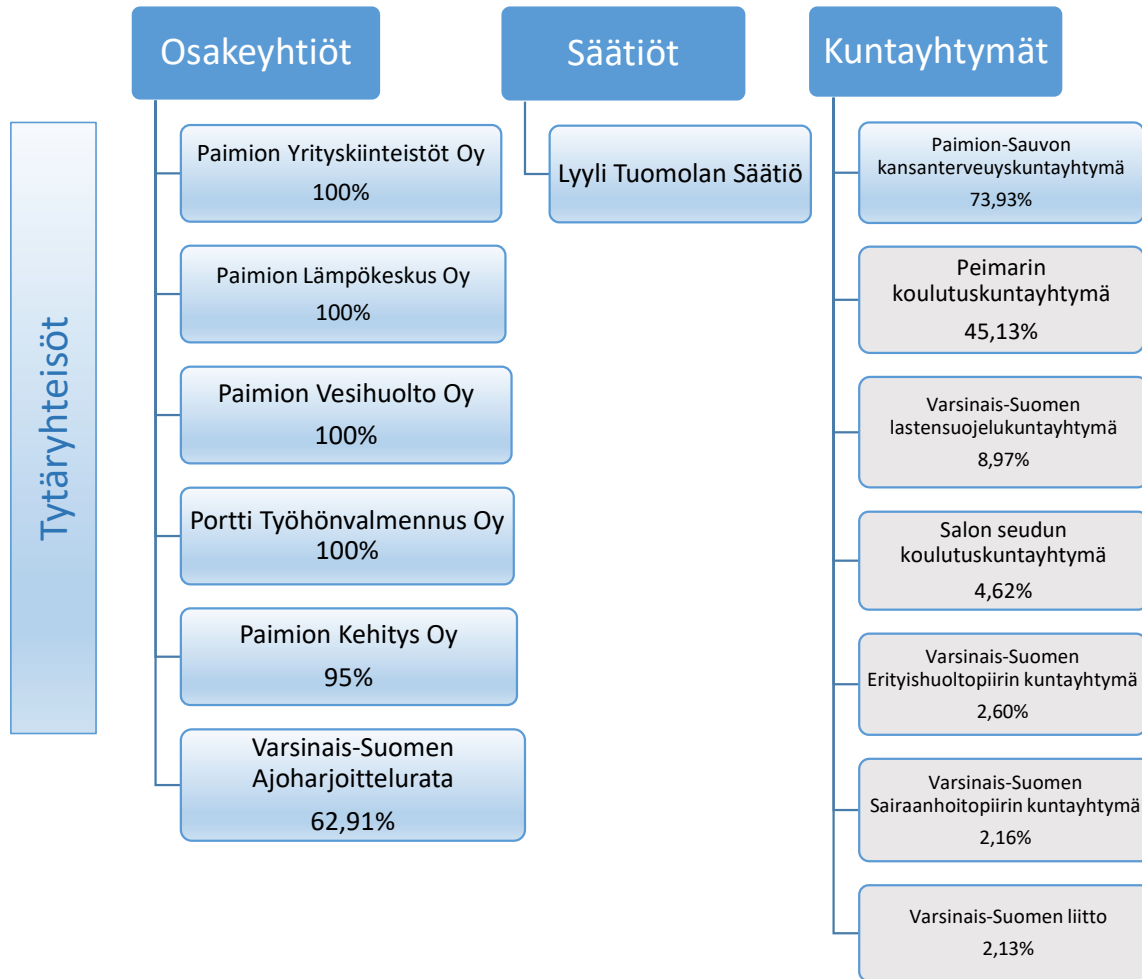 Osakeyhtiöt
Säätiöt
Kuntayhtymät
Tytäryhteisöt
Paimion Yrityskiinteistöt Oy
100%
Paimion Lämpökeskus Oy
100%
Paimion Vesihuolto Oy
100%
Portti Työhönvalmennus Oy
100%
Paimion Kehitys Oy
95%
Varsinais-Suomen
Ajoharjoittelurata
62,91%
Lyyli Tuomolan Säätiö
Paimion-Sauvon
kansanterveuyskuntayhtymä
73,93%
Peimarin
koulutuskuntayhtymä
45,13%
Varsinais-Suomen
lastensuojelukuntayhtymä
8,97%
Salon seudun
koulutuskuntayhtymä
4,62%
Varsinais-Suomen
Erityishuoltopiirin kuntayhtymä
2,60%
Varsinais-Suomen
Sairaanhoitopiirin kuntayhtymä
2,16%
Varsinais-Suomen liitto
2,13%